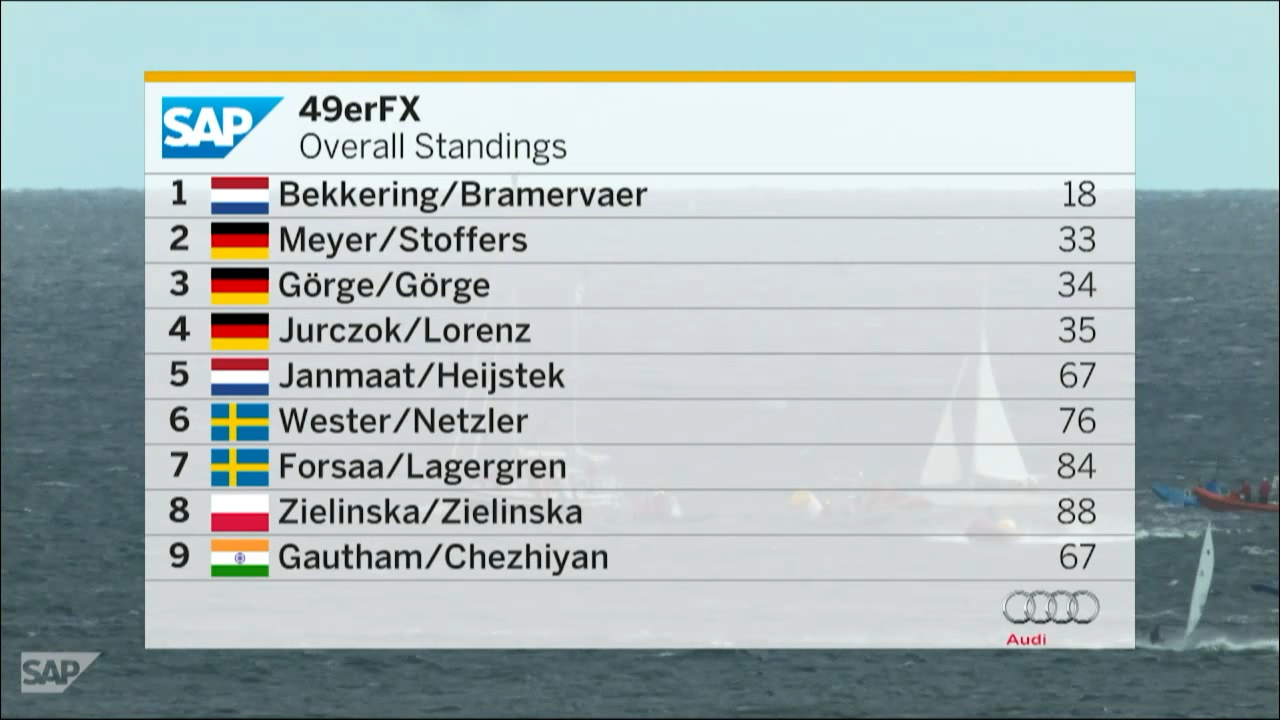 SAP
49erFX
Overall Standings
1 Bekkering/Bramervaer 18
2 Meyer/Stoffers 33
3 Görge/Görge 34
4 Jurczok/Lorenz 35
5 Janmaat/Heijstek 67
6 Wester/Netzler 76
7 Forsaa/Lagergren 84
8 Zielinska/Zielinska 88
9 Gautham/Chezhiyan 67
Audi
SAP